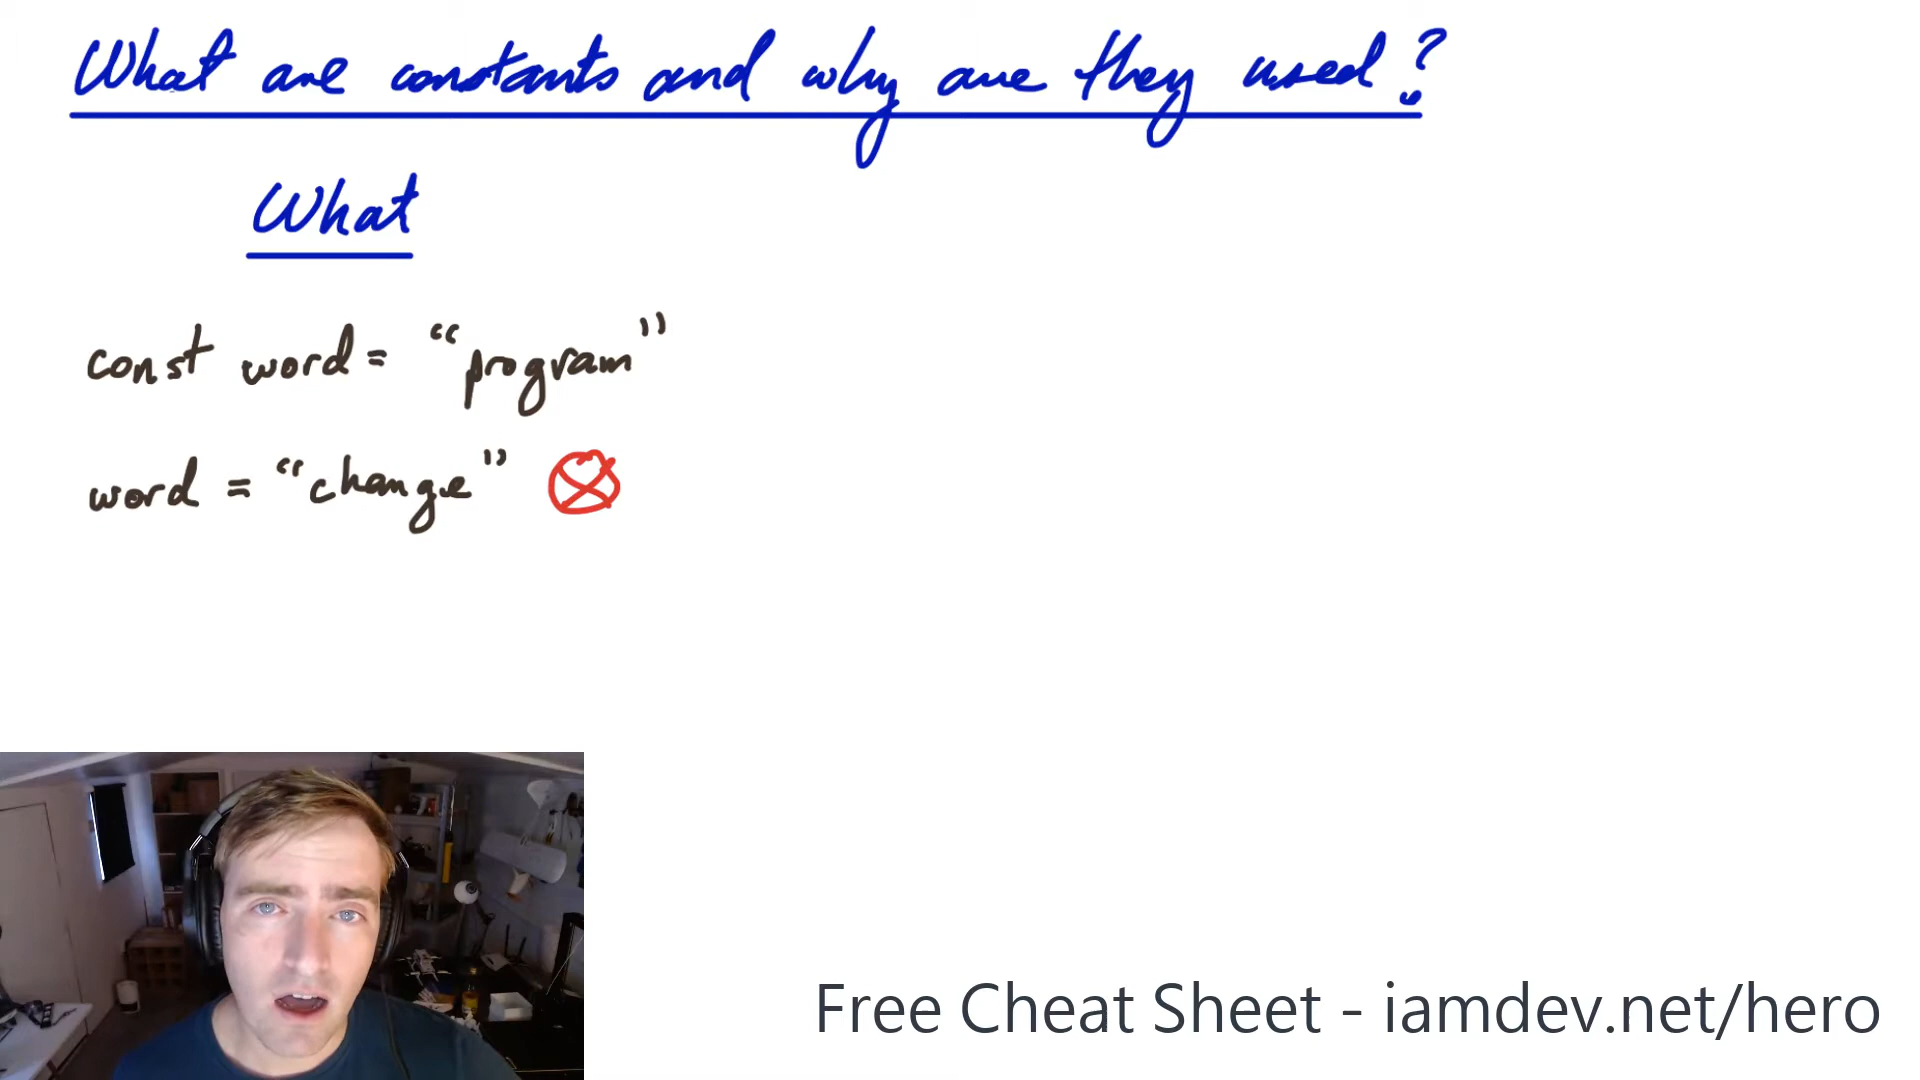 What are constants and why are they used?
What
const word = “program”
word = “change”
Free Cheat Sheet - iamdev.net/hero